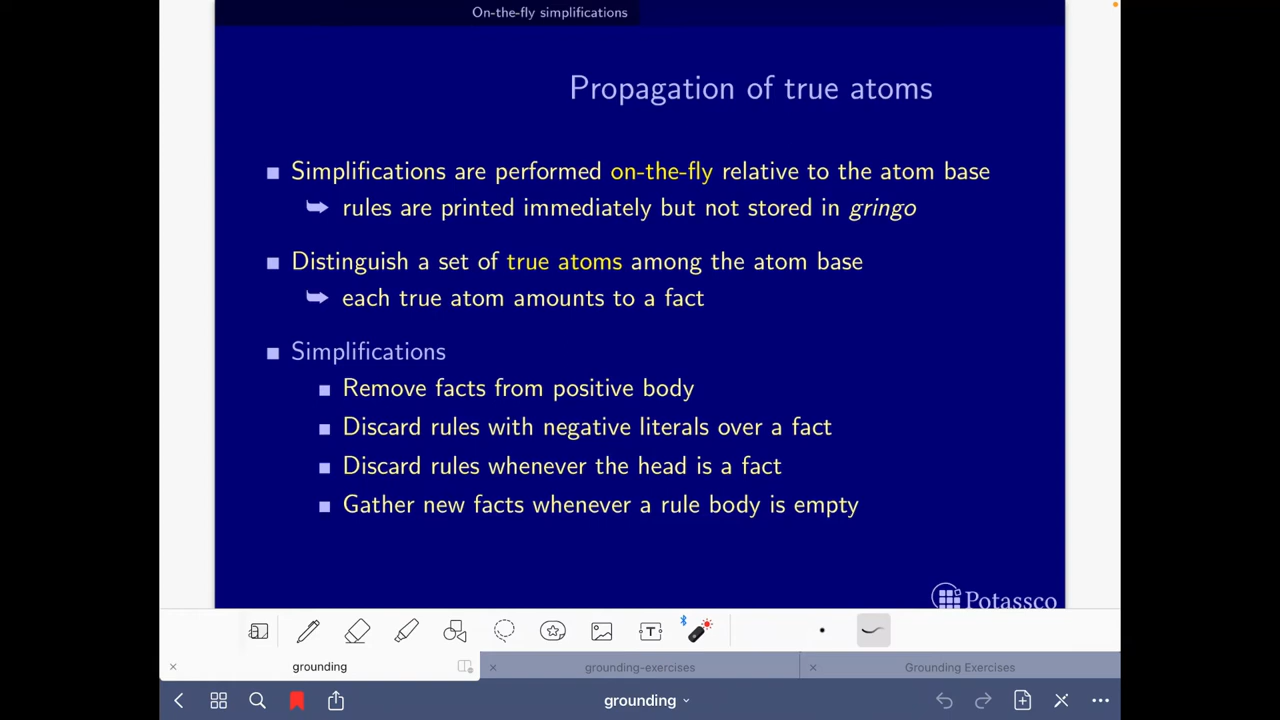 On-the-fly simplifications
Propagation of true atoms
Simplifications are performed on-the-fly relative to the atom base
rules are printed immediately but not stored in gringo
Distinguish a set of true atoms among the atom base
each true atom amounts to a fact
Simplifications
Remove facts from positive body
Discard rules with negative literals over a fact
Discard rules whenever the head is a fact
Gather new facts whenever a rule body is empty
Potassco
T
grounding
grounding-exercises
Grounding Exercises
grounding